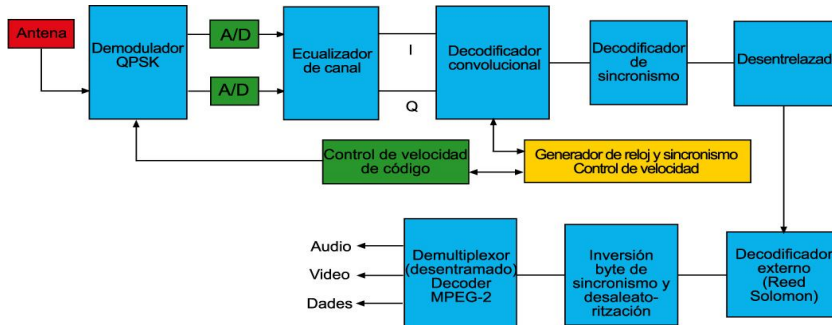 Antena
Demodulador
QPSK
A/D
A/D
Ecualizador
de canal
I
Q
Decodificador
convolucional
Decodificador
de
sincronismo
Desentrelazad
Control de velocidad
de código
Generador de reloj y sincronismo
Control de velocidad
Audio
Video
Dades
Demultiplexor
(desentramado)
Decoder
MPEG-2
Inversión
byte de
sincronismo y
desaleato-
ritzación
Decodificador
externo
(Reed
Solomon)